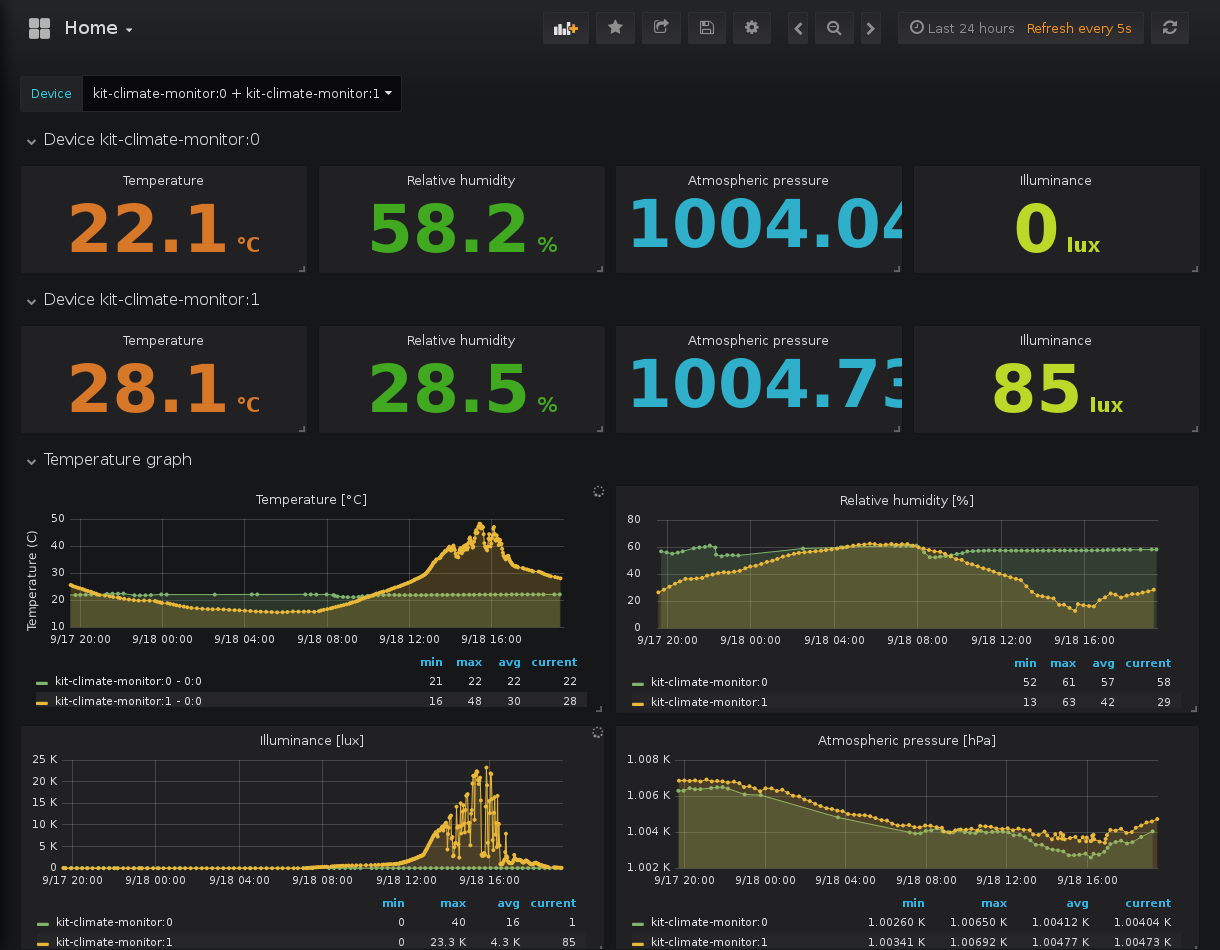 Home
Last 24 hours Refresh every 5s
Device kit-climate-monitor:0 + kit-climate-monitor:1
Device kit-climate-monitor:0
Temperature Relative humidity Atmospheric pressure Illuminance
22.1 °C 58.2 % 1004.04 0 lux
Device kit-climate-monitor:1
Temperature Relative humidity Atmospheric pressure Illuminance
28.1 °C 28.5 % 1004.73 85 lux
Temperature graph
Temperature [°C]
Temperature (C)
50
40
30
20
10
9/17 20:00 9/18 00:00 9/18 04:00 9/18 08:00 9/18 12:00 9/18 16:00
min max avg current
kit-climate-monitor:0 - 0:0 21 22 22 22
kit-climate-monitor:1 - 0:0 16 48 30 28
Relative humidity [%]
80
60
40
20
0
9/17 20:00 9/18 00:00 9/18 04:00 9/18 08:00 9/18 12:00 9/18 16:00
min max avg current
kit-climate-monitor:0 52 61 57 58
kit-climate-monitor:1 13 63 42 29
Illuminance [lux]
25 K
20 K
15 K
10 K
5 K
0
9/17 20:00 9/18 00:00 9/18 04:00 9/18 08:00 9/18 12:00 9/18 16:00
min max avg current
kit-climate-monitor:0 0 40 16 1
kit-climate-monitor:1 0 23.3 K 4.3 K 85
Atmospheric pressure [hPa]
1.008 K
1.006 K
1.004 K
1.002 K
9/17 20:00 9/18 00:00 9/18 04:00 9/18 08:00 9/18 12:00 9/18 16:00
min max avg current
kit-climate-monitor:0 1.00260 K 1.00650 K 1.00412 K 1.00404 K
kit-climate-monitor:1 1.00341 K 1.00692 K 1.00477 K 1.00473 K